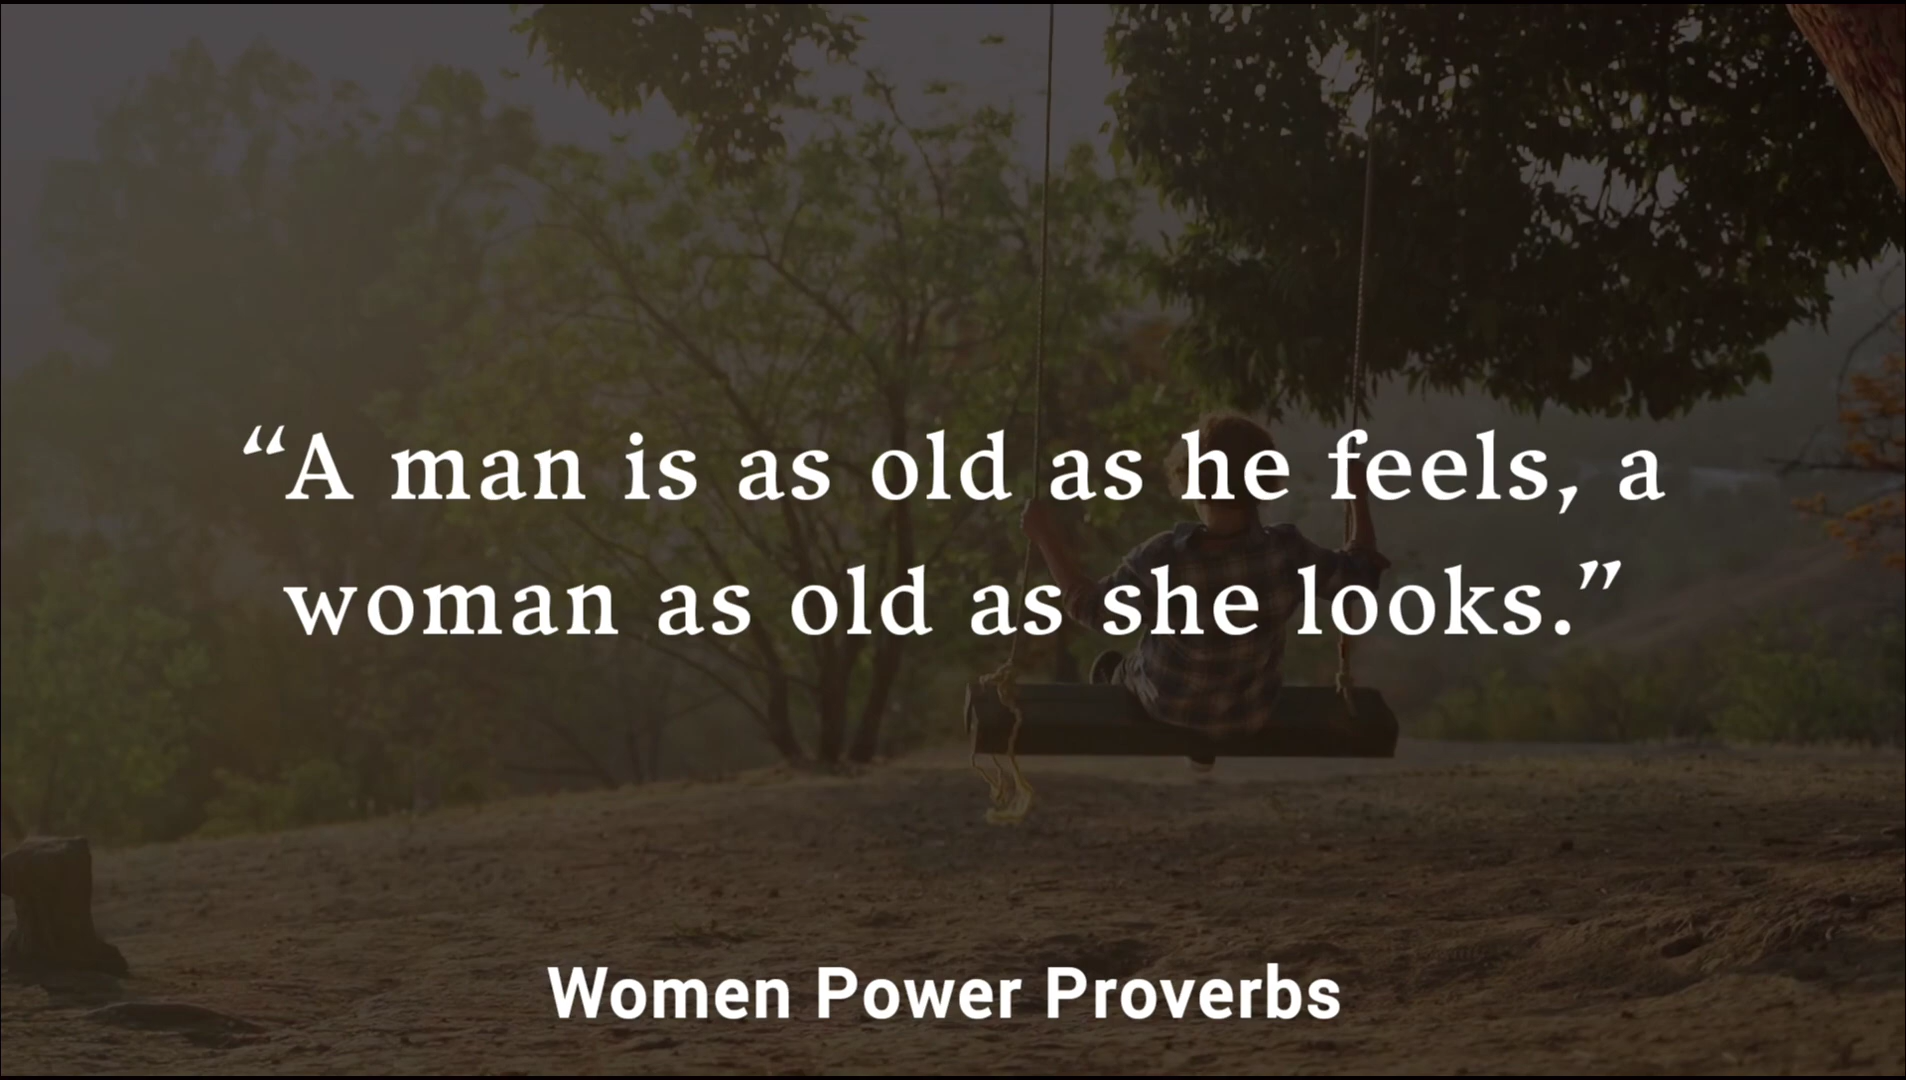 “A man is as old as he feels, a
woman as old as she looks.”
Women Power Proverbs